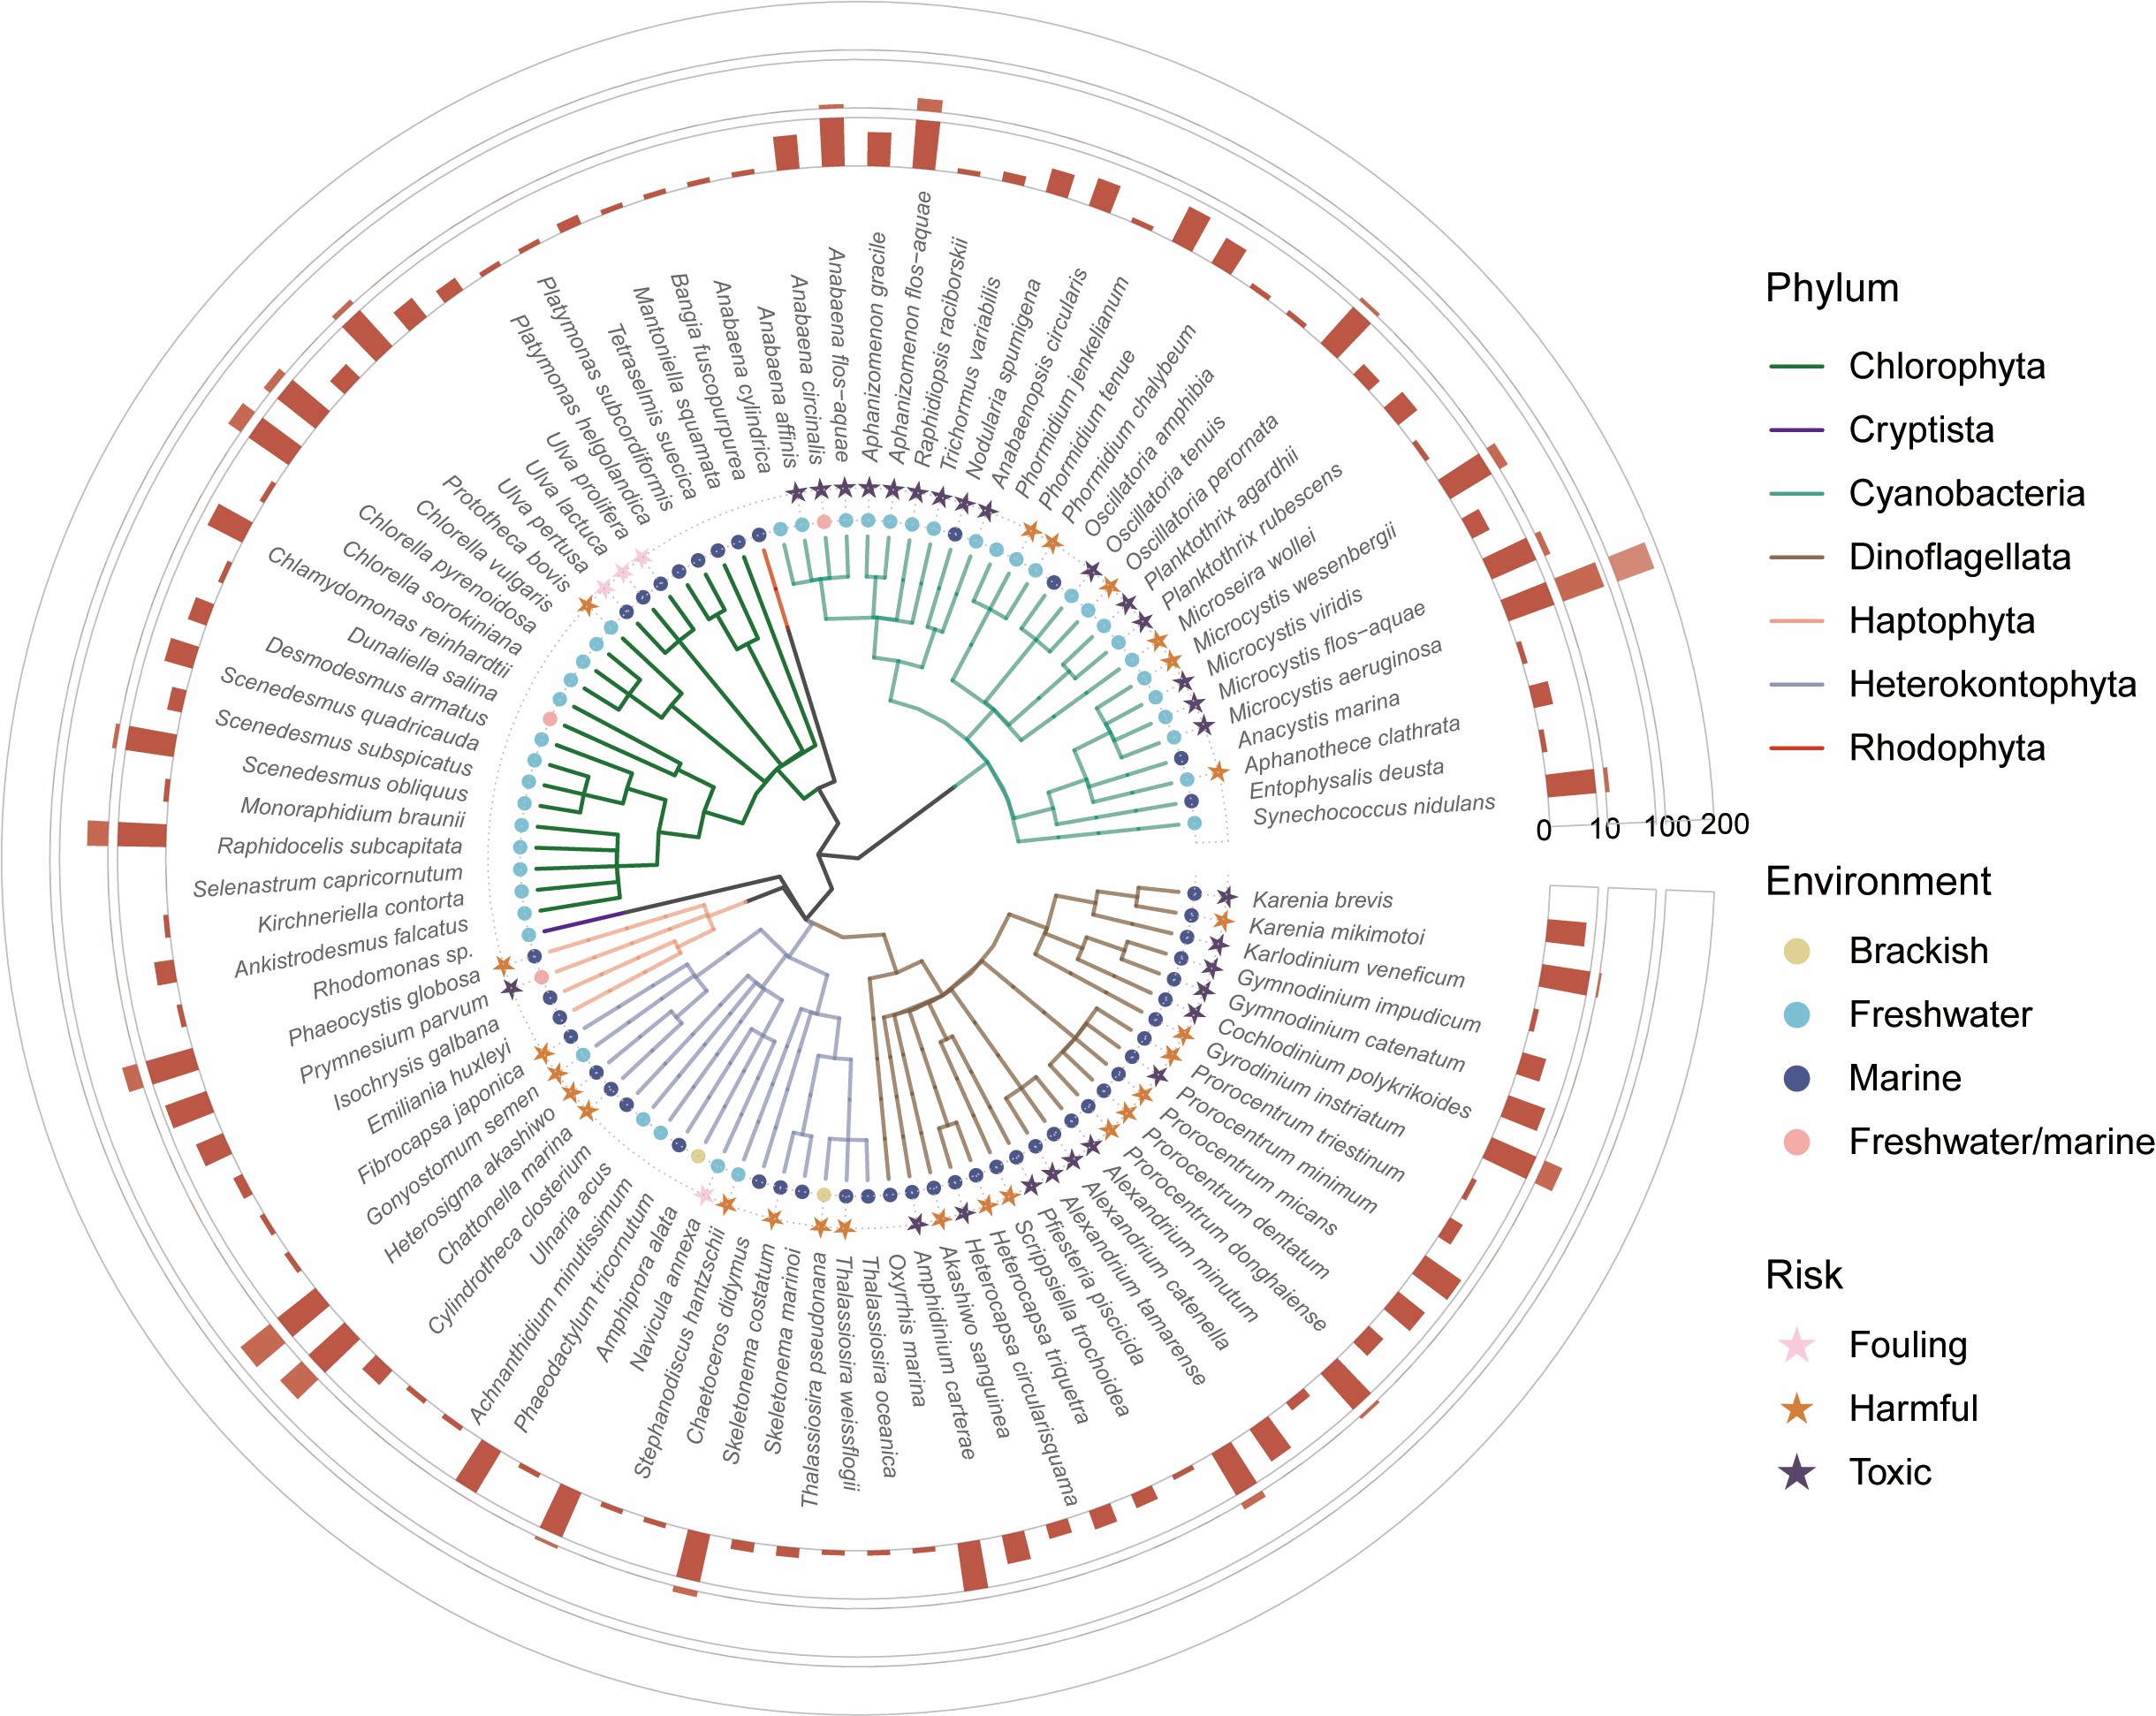 Platymonas helgolandica
Platymonas subcordiformis
Tetraselmis suecica
Mantoniella squamata
Bangia fuscopurpurea
Anabaena cylindrica
Anabaena affinis
Anabaena circinalis
Anabaena flos−aquae
Aphanizomenon gracile
Aphanizomenon flos−aquae
Raphidiopsis raciborskii
Trichormus variabilis
Nodularia spumigena
Anabaenopsis circularis
Phormidium jenkelianum
Phormidium tenue
Phormidium chalybeum
Oscillatoria amphibia
Oscillatoria tenuis
Oscillatoria perornata
Planktothrix agardhii
Planktothrix rubescens
Microseira wollei
Microcystis wesenbergii
Microcystis viridis
Microcystis flos−aquae
Microcystis aeruginosa
Anacystis marina
Aphanothece clathrata
Entophysalis deusta
Synechococcus nidulans
0 10 100 200
Karenia brevis
Karenia mikimotoi
Karlodinium veneficum
Gymnodinium impudicum
Gymnodinium catenatum
Cochlodinium polykrikoides
Gyrodinium instriatum
Prorocentrum triestinum
Prorocentrum minimum
Prorocentrum micans
Prorocentrum dentatum
Prorocentrum donghaiense
Alexandrium minutum
Alexandrium catenella
Alexandrium tamarense
Pfiesteria piscicida
Scrippsiella trochoidea
Heterocapsa triquetra
Heterocapsa circularisquama
Akashiwo sanguinea
Amphidinium carterae
Oxyrrhis marina
Thalassiosira oceanica
Thalassiosira weissflogii
Thalassiosira pseudonana
Skeletonema marinoi
Skeletonema costatum
Chaetoceros didymus
Stephanodiscus hantzschii
Navicula annexa
Amphiprora alata
Phaeodactylum tricornutum
Achnanthidium minutissimum
Ulnaria acus
Cylindrotheca closterium
Chattonella marina
Heterosigma akashiwo
Gonyostomum semen
Fibrocapsa japonica
Emiliania huxleyi
Isochrysis galbana
Prymnesium parvum
Phaeocystis globosa
Rhodomonas sp.
Ankistrodesmus falcatus
Kirchneriella contorta
Selenastrum capricornutum
Raphidocelis subcapitata
Monoraphidium braunii
Scenedesmus obliquus
Scenedesmus subspicatus
Scenedesmus quadricauda
Desmodesmus armatus
Dunaliella salina
Chlamydomonas reinhardtii
Chlorella sorokiniana
Chlorella pyrenoidosa
Chlorella vulgaris
Prototheca bovis
Ulva pertusa
Ulva lactuca
Ulva prolifera
Phylum
Chlorophyta
Cryptista
Cyanobacteria
Dinoflagellata
Haptophyta
Heterokontophyta
Rhodophyta
Environment
Brackish
Freshwater
Marine
Freshwater/marine
Risk
Fouling
Harmful
Toxic